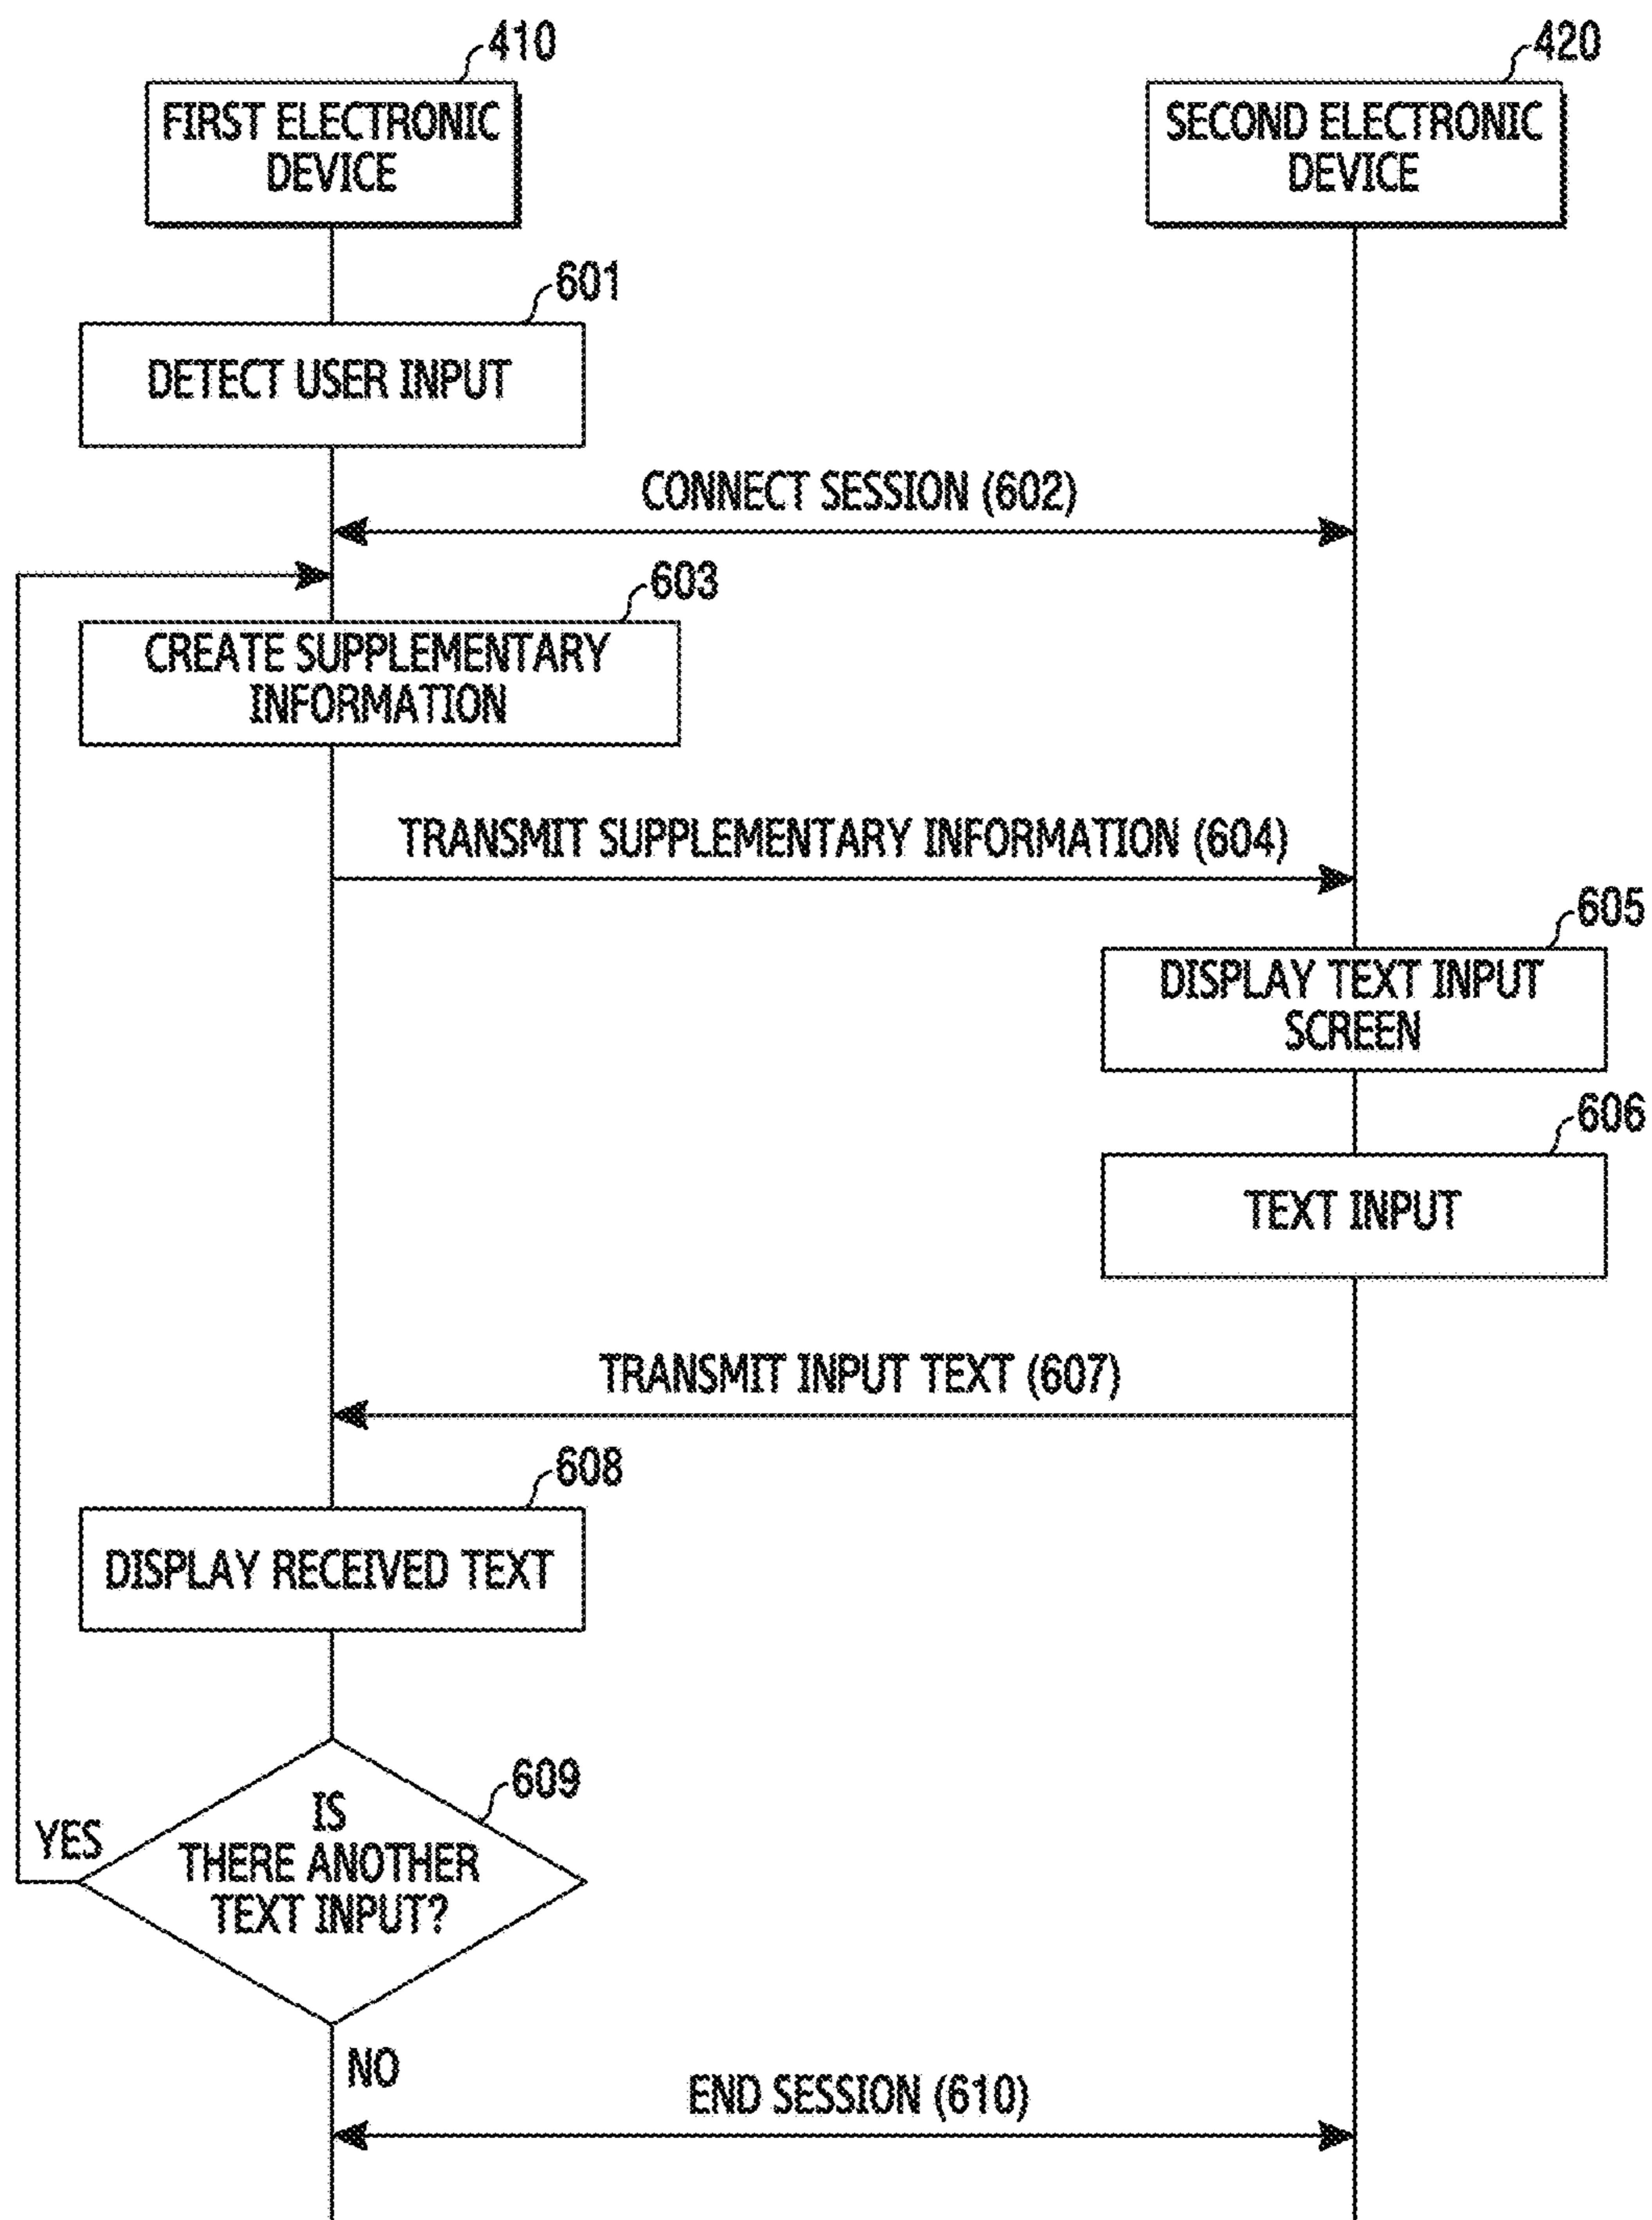 410
FIRST ELECTRONIC
DEVICE
420
SECOND ELECTRONIC
DEVICE
601
DETECT USER INPUT
CONNECT SESSION (602)
603
CREATE SUPPLEMENTARY
INFORMATION
TRANSMIT SUPPLEMENTARY INFORMATION (604)
605
DISPLAY TEXT INPUT
SCREEN
606
TEXT INPUT
TRANSMIT INPUT TEXT (607)
608
DISPLAY RECEIVED TEXT
609
IS
THERE ANOTHER
TEXT INPUT?
YES
NO
END SESSION (610)